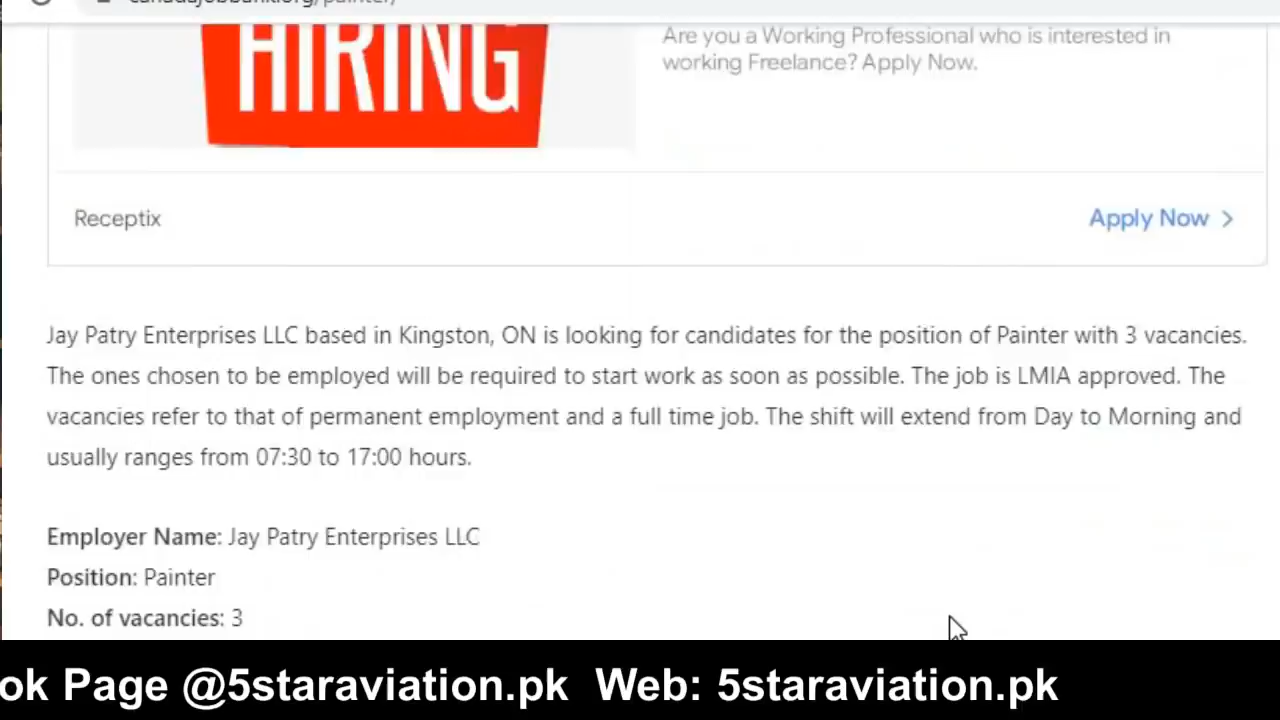 HIRING
Are you a Working Professional who is interested in
working Freelance? Apply Now.
Receptix
Apply Now >
Jay Patry Enterprises LLC based in Kingston, ON is looking for candidates for the position of Painter with 3 vacancies.
The ones chosen to be employed will be required to start work as soon as possible. The job is LMIA approved. The
vacancies refer to that of permanent employment and a full time job. The shift will extend from Day to Morning and
usually ranges from 07:30 to 17:00 hours.
Employer Name: Jay Patry Enterprises LLC
Position: Painter
No. of vacancies: 3
ok Page @5staraviation.pk Web: 5staraviation.pk